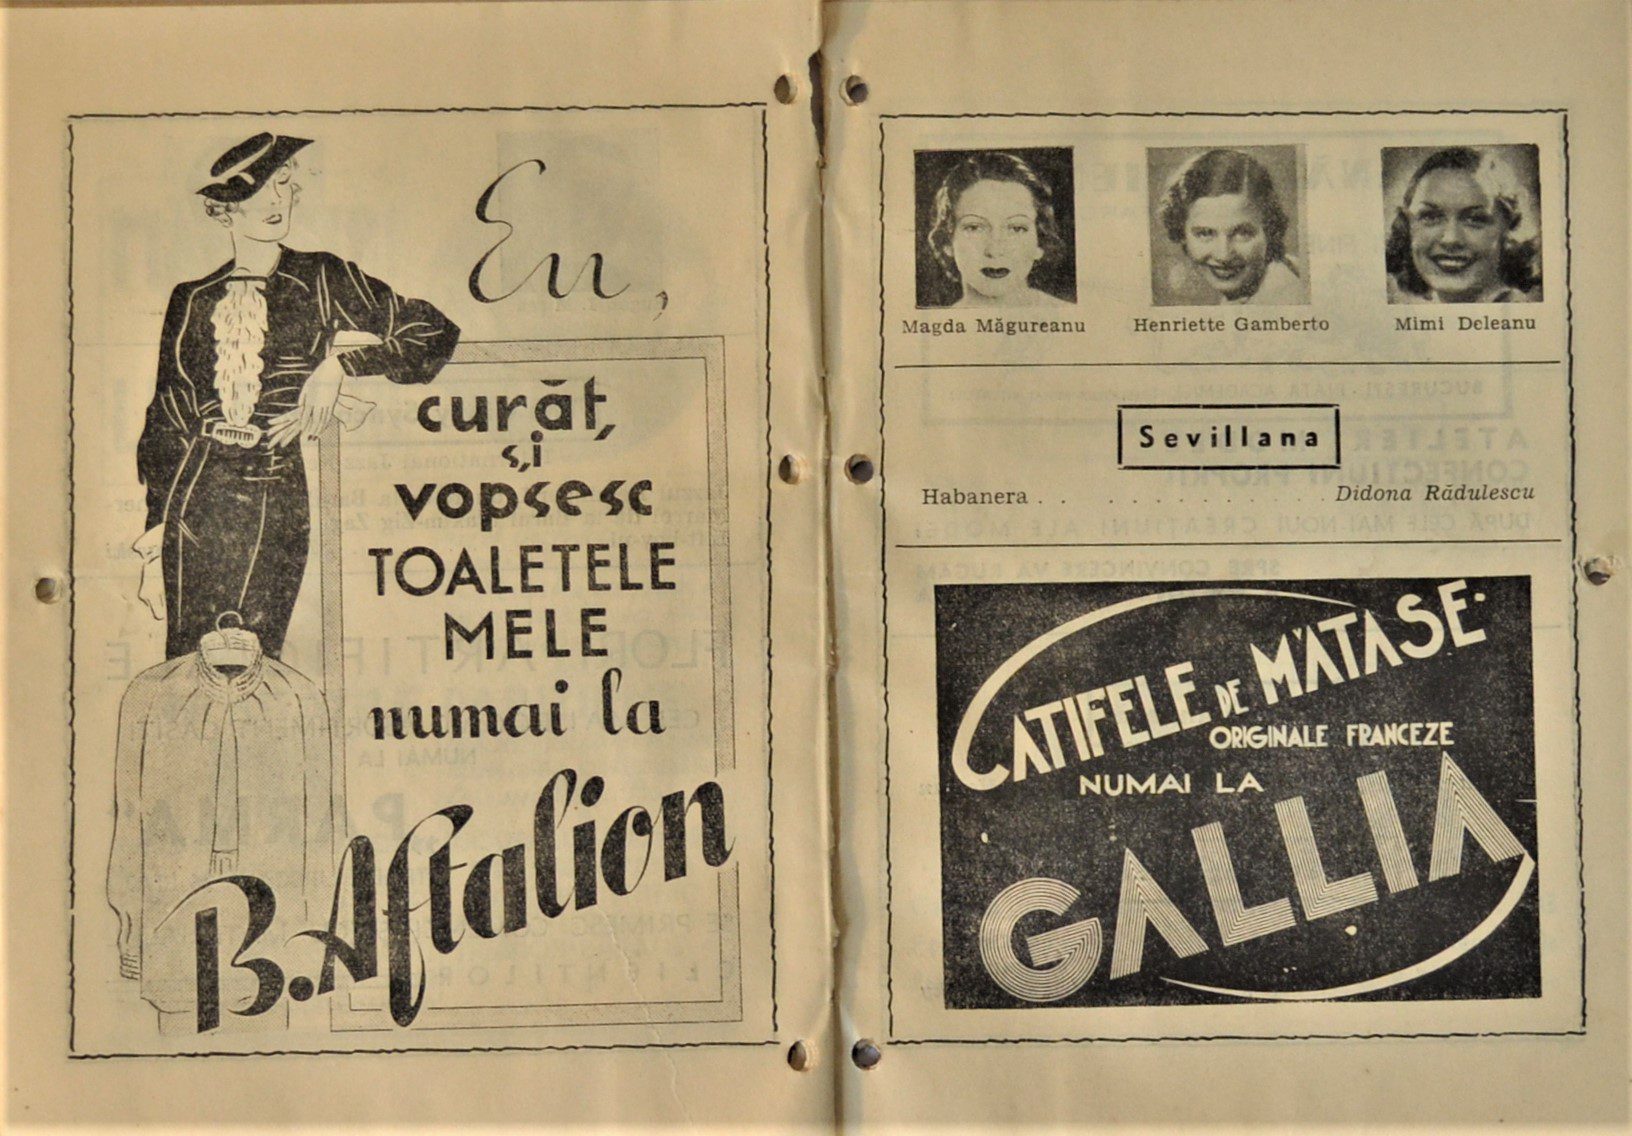 Eu,
curăt,
și
vopsesc
TOALETELE
MELE
numai la
B. Aftalion
Magda Măgureanu
Henriette Gamberto
Mimi Deleanu
Sevillana
Habanera . . . . . . . . . . . . . Didona Rădulescu
CATIFELE DE MĂTASE
ORIGINALE FRANCEZE
NUMAI LA
GALLIA